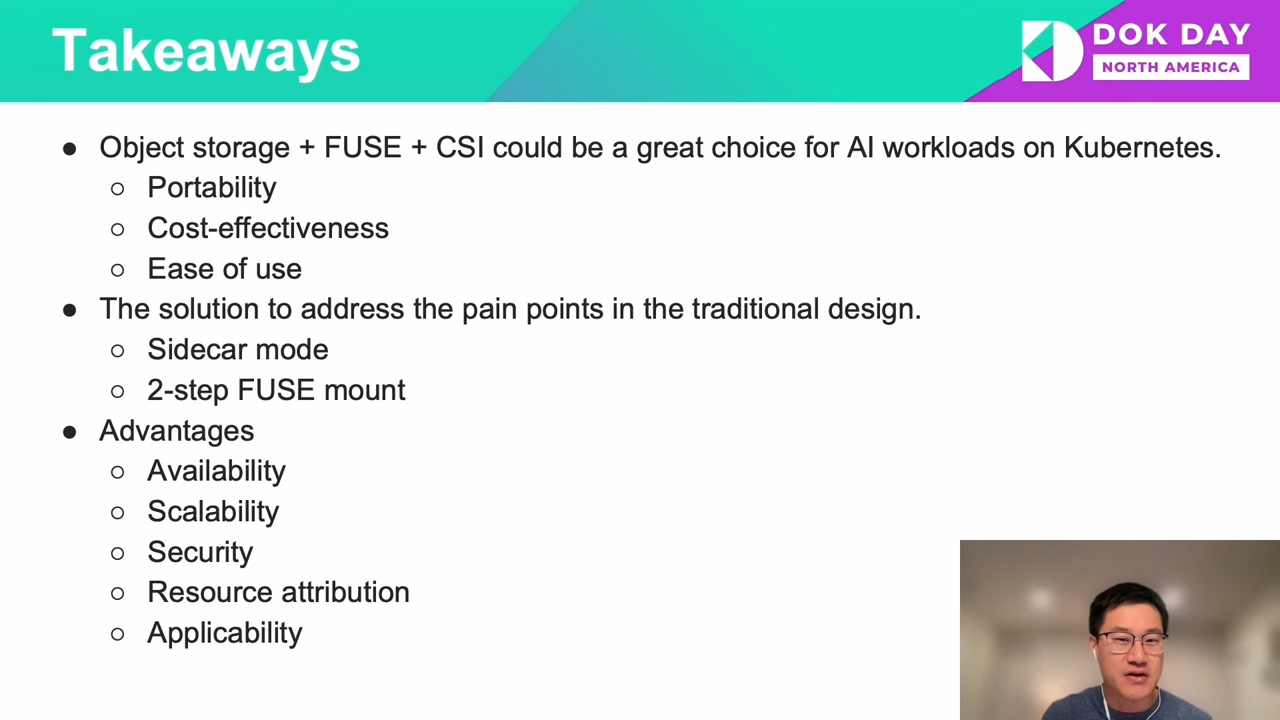 Takeaways
DOK DAY
NORTH AMERICA
● Object storage + FUSE + CSI could be a great choice for AI workloads on Kubernetes.
○ Portability
○ Cost-effectiveness
○ Ease of use
● The solution to address the pain points in the traditional design.
○ Sidecar mode
○ 2-step FUSE mount
● Advantages
○ Availability
○ Scalability
○ Security
○ Resource attribution
○ Applicability